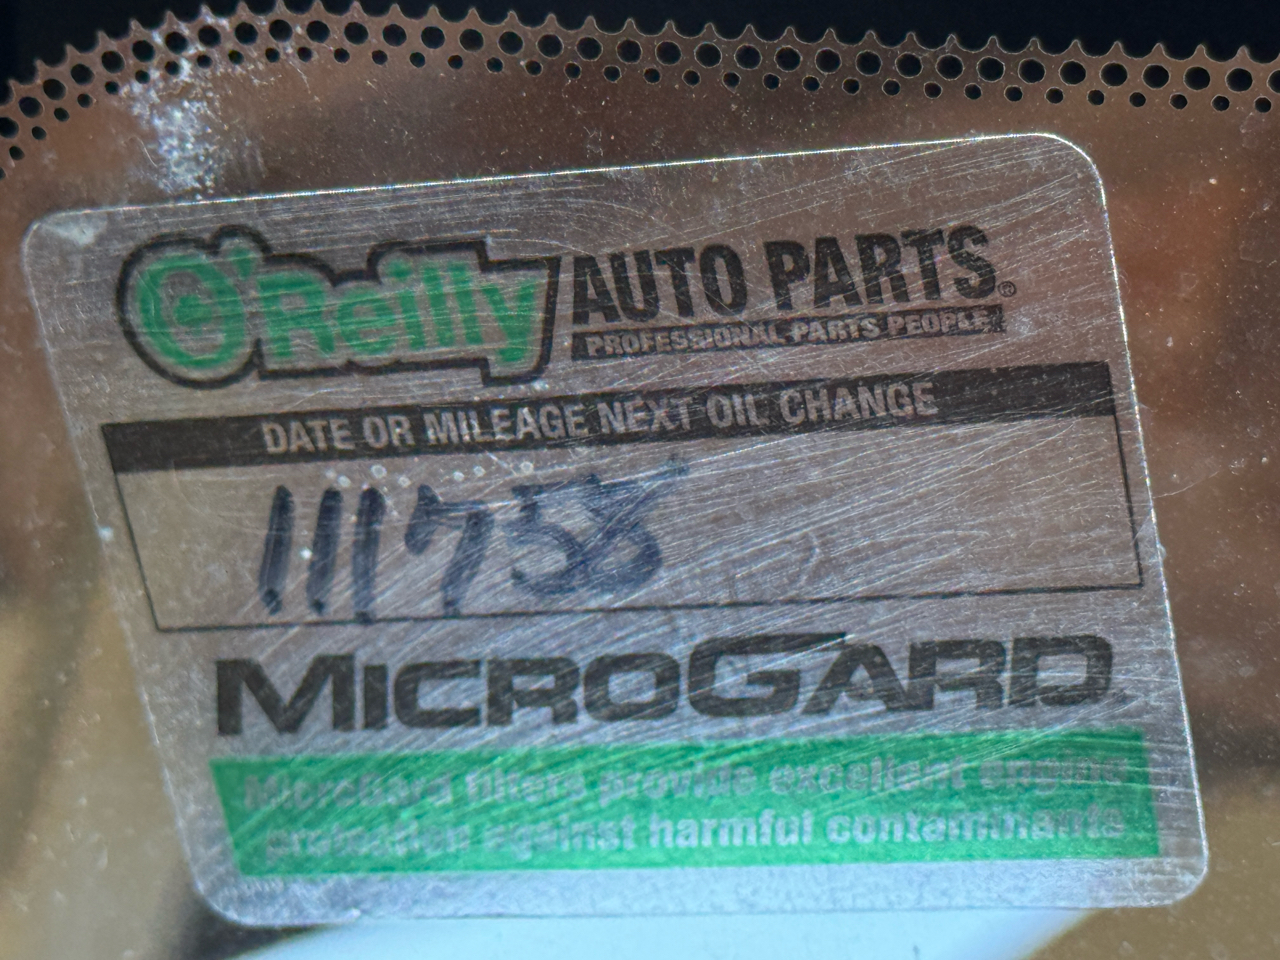 O'Reilly AUTO PARTS®
PROFESSIONAL PARTS PEOPLE
DATE OR MILEAGE NEXT OIL CHANGE
111758
MICROGARD
MicroGard filters provide excellent engine
protection against harmful contaminants